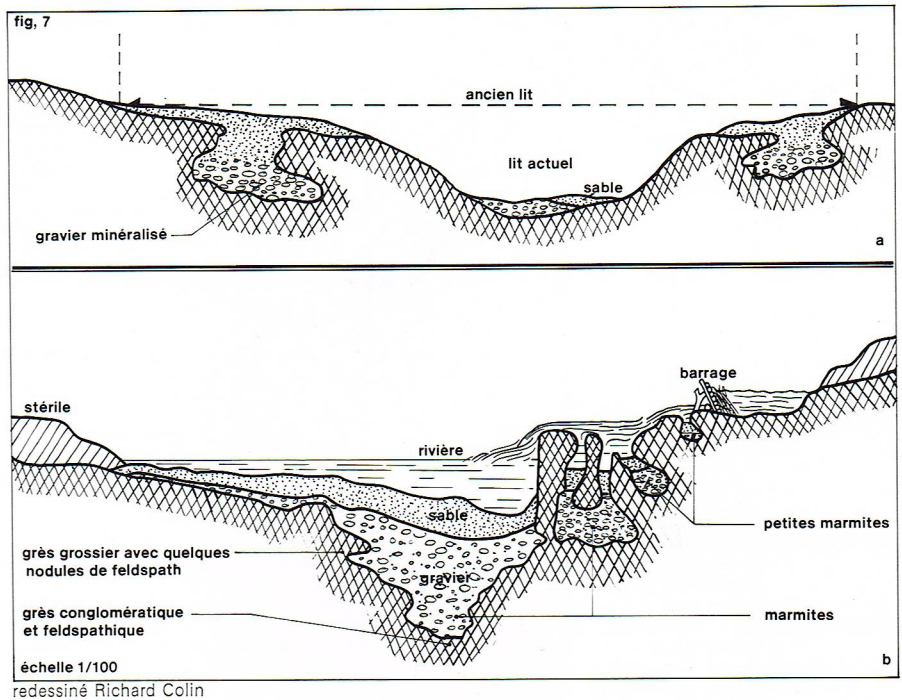 fig, 7
ancien lit
lit actuel
sable
gravier minéralisé
a
barrage
stérile
rivière
sable
petites marmites
grès grossier avec quelques
nodules de feldspath
gravier
grès conglomératique
et feldspathique
marmites
échelle 1/100
b
redessiné Richard Colin